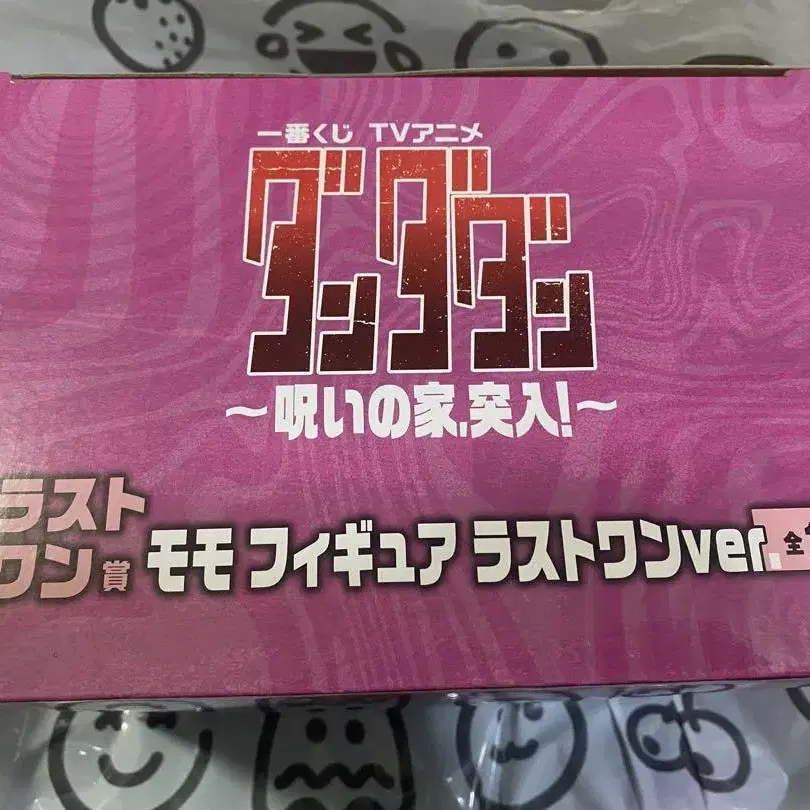 一番くじ TVアニメ
ダンダダン
～呪いの家、突入!～
ラスト
ワン賞
モモ フィギュア ラストワンver.
全1